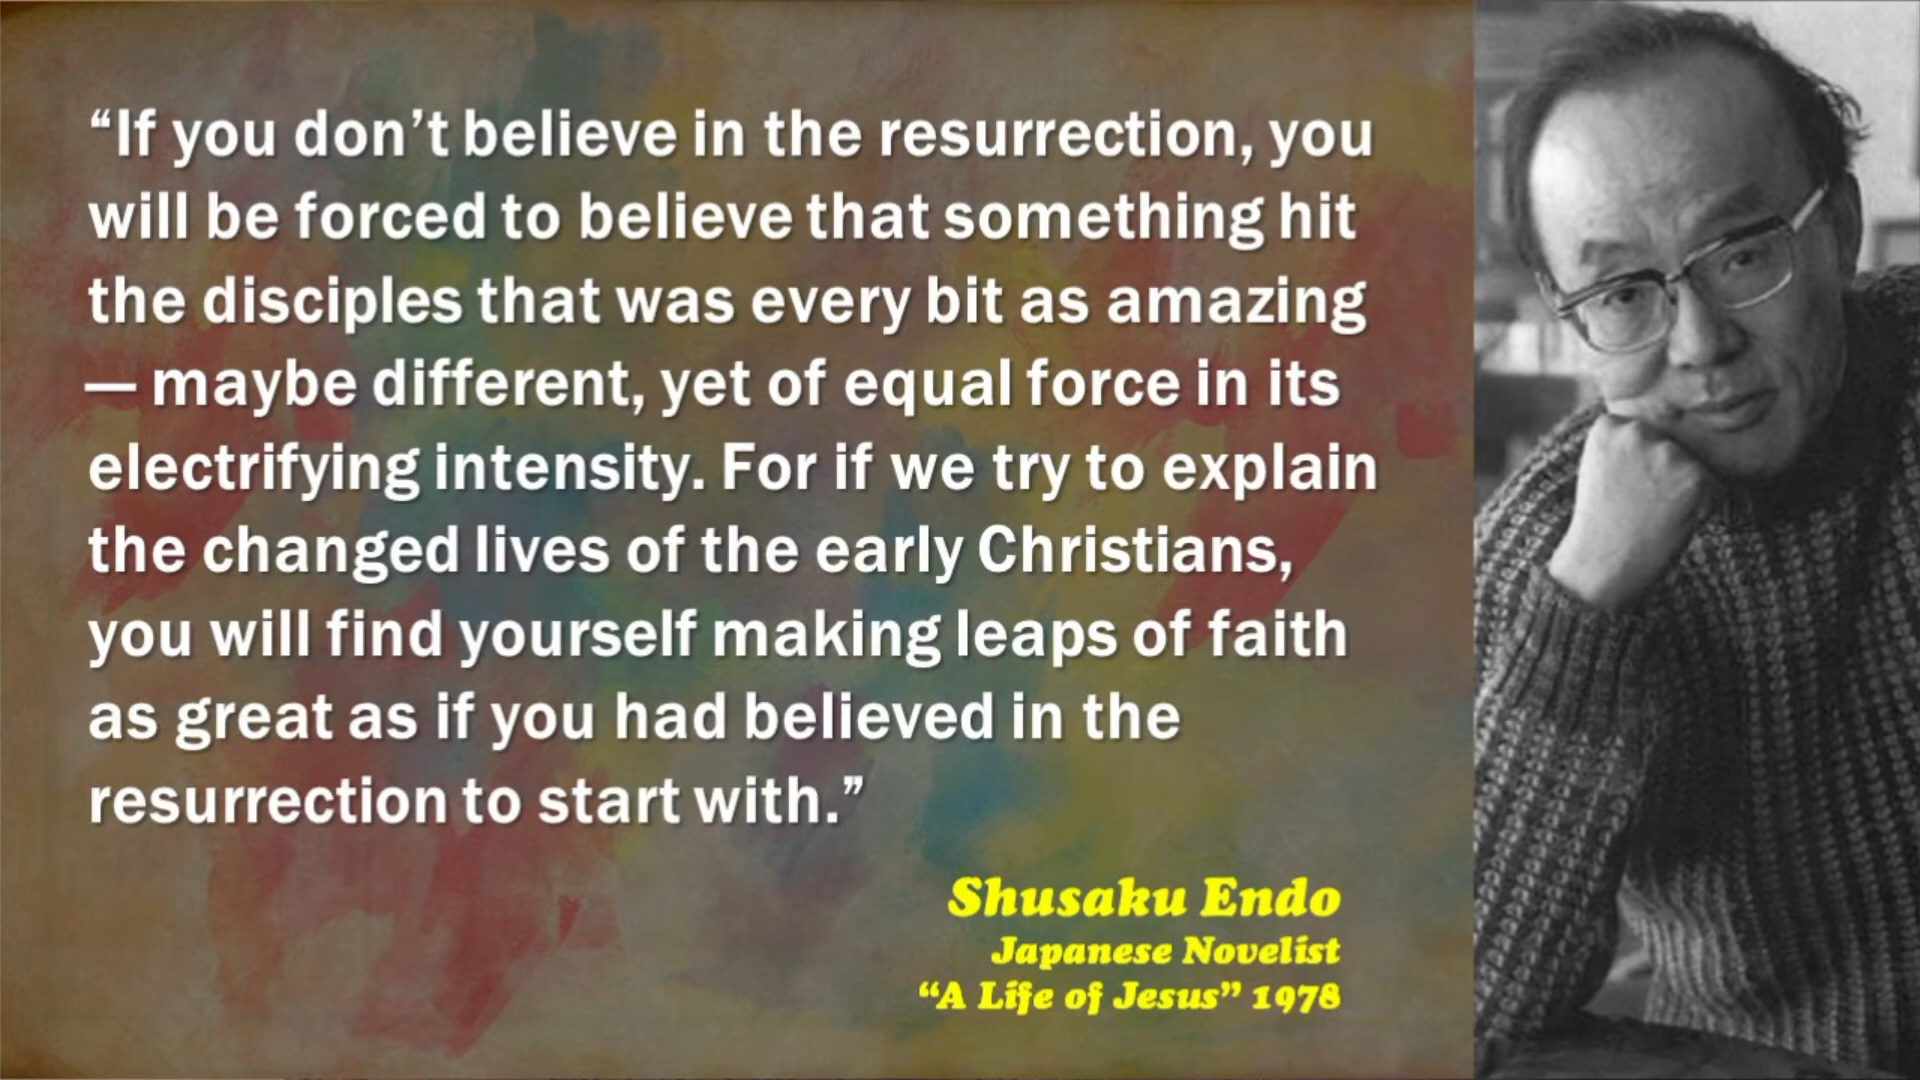 “If you don’t believe in the resurrection, you
will be forced to believe that something hit
the disciples that was every bit as amazing
— maybe different, yet of equal force in its
electrifying intensity. For if we try to explain
the changed lives of the early Christians,
you will find yourself making leaps of faith
as great as if you had believed in the
resurrection to start with.”
Shusaku Endo
Japanese Novelist
“A Life of Jesus” 1978